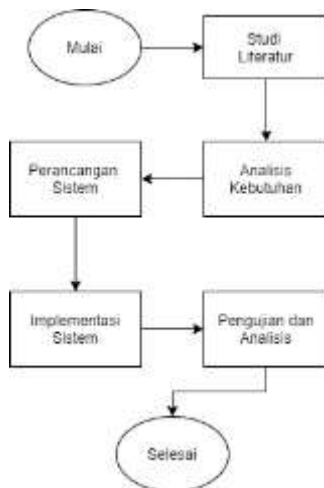 Mulai
Studi
Literatur
Analisis
Kebutuhan
Perancangan
Sistem
Implementasi
Sistem
Pengujian dan
Analisis
Selesai